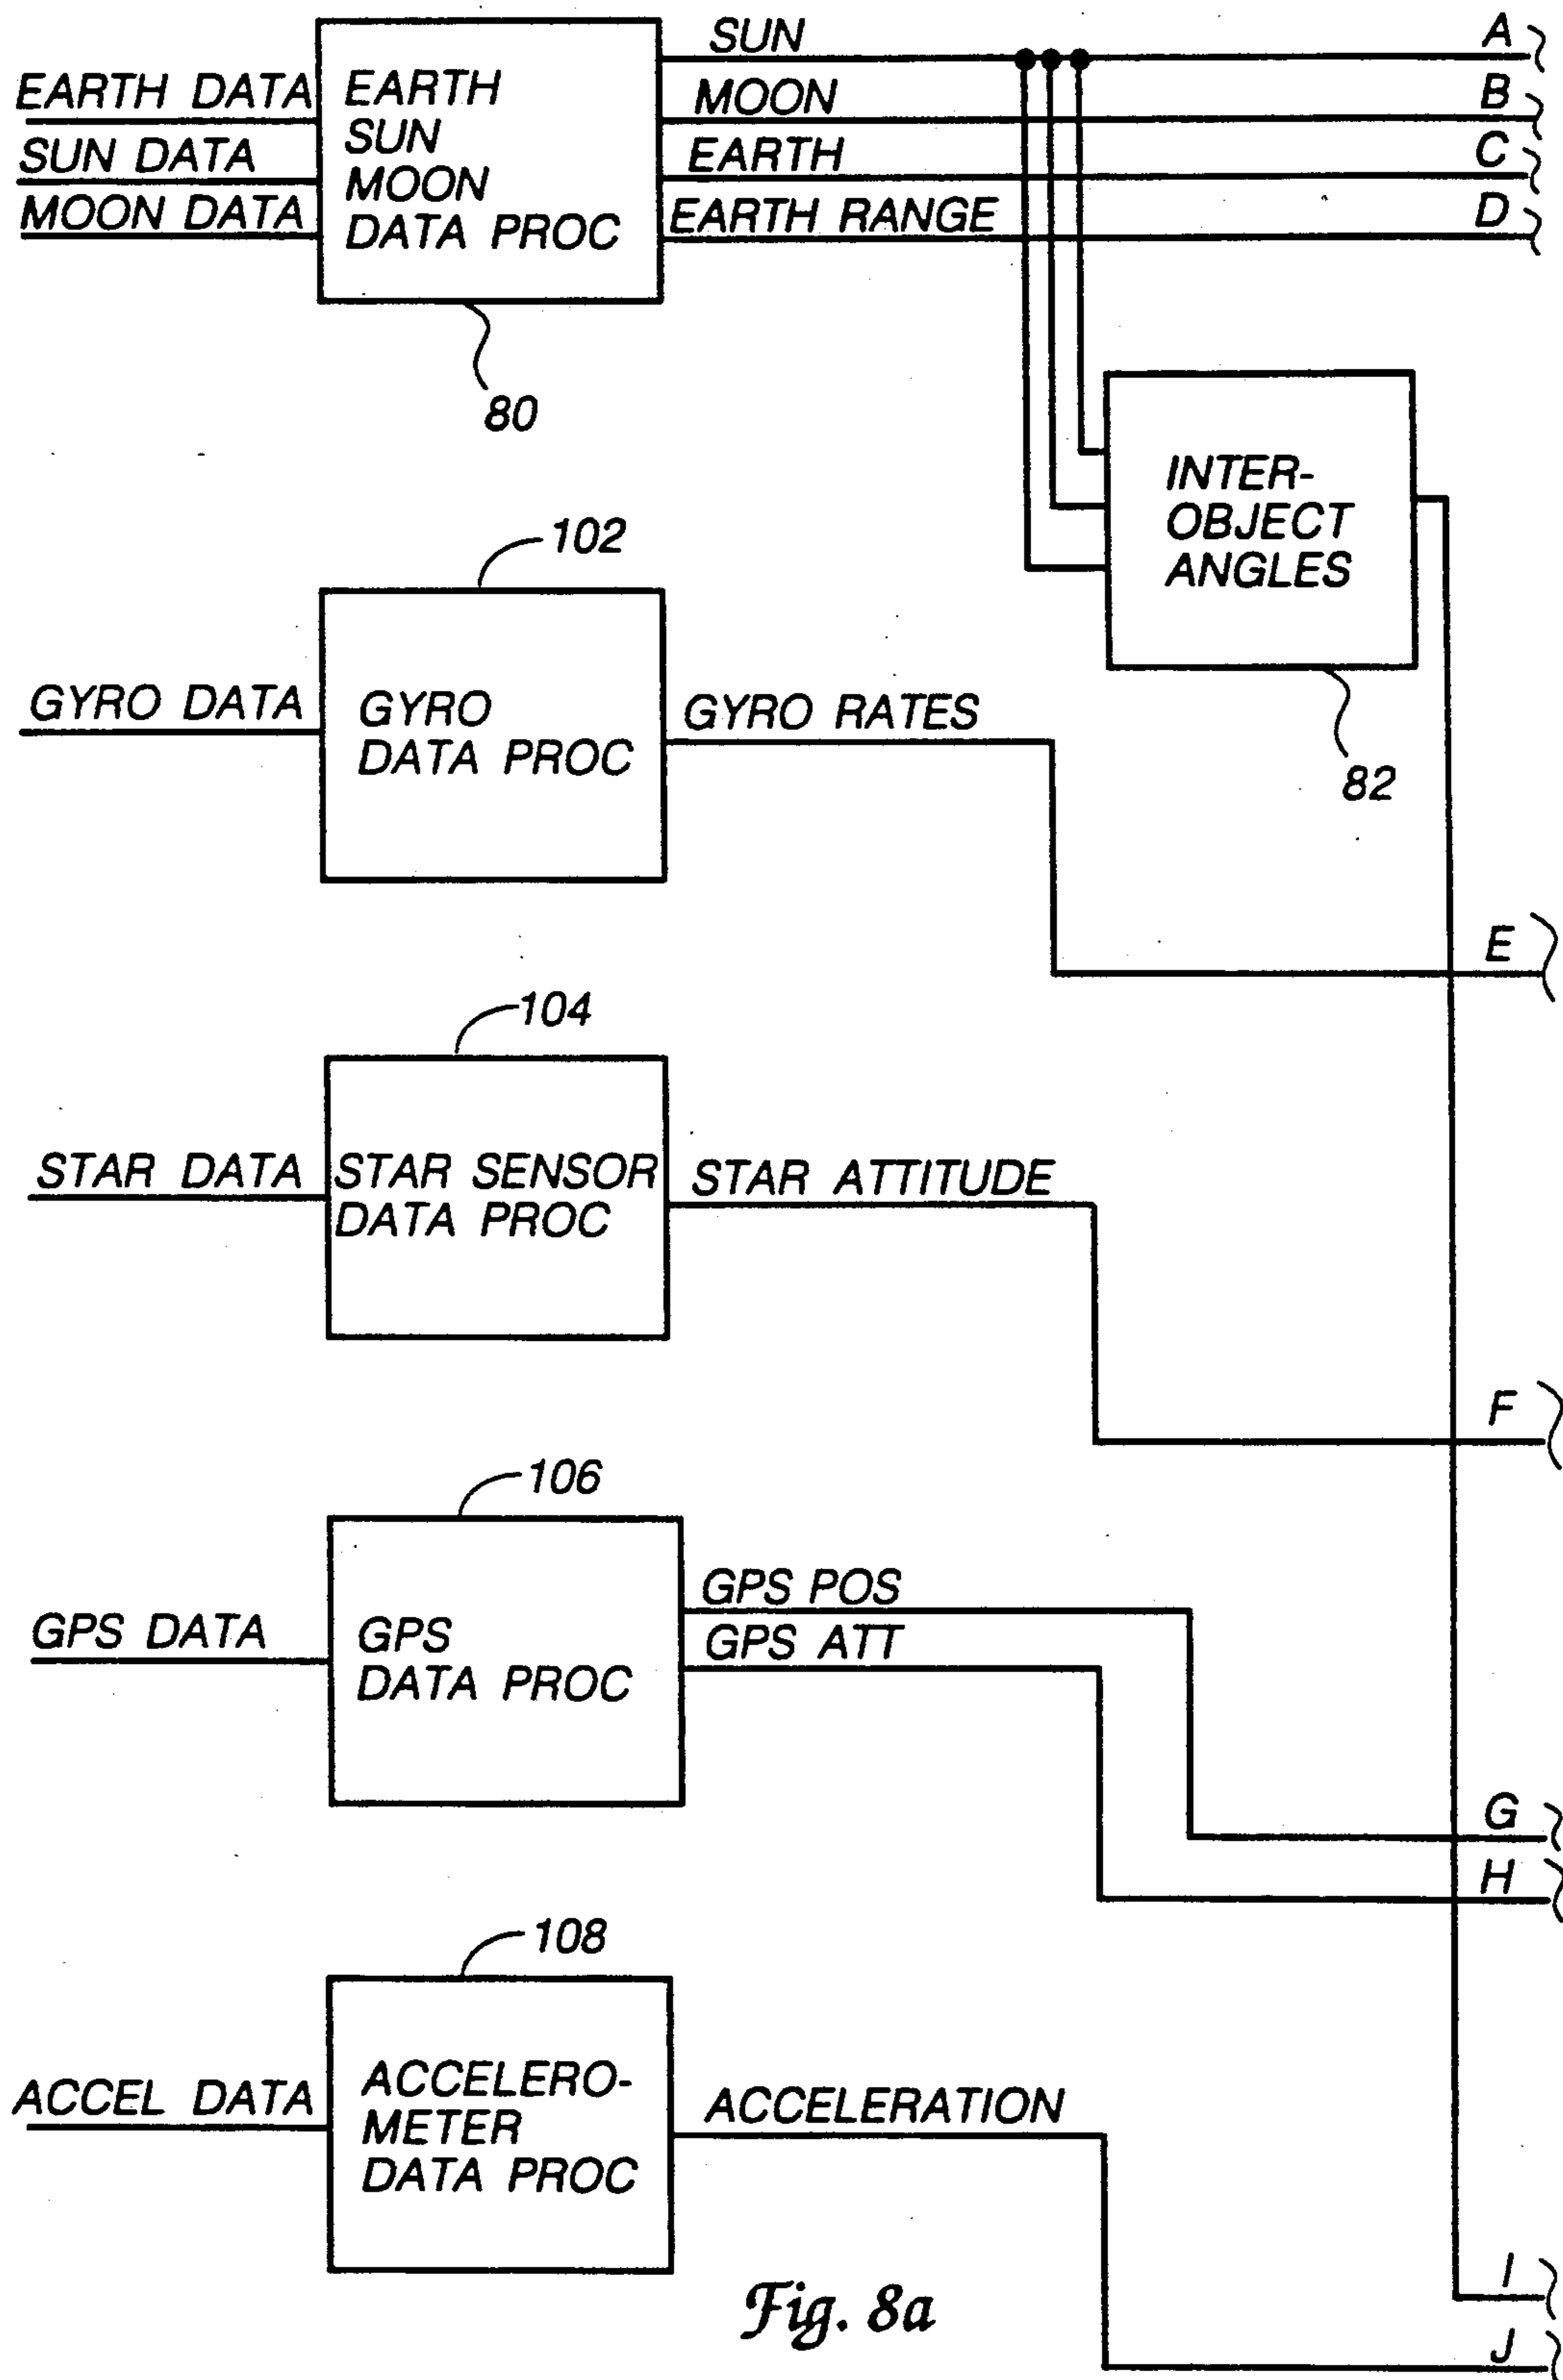 SUN
A
EARTH DATA
EARTH
SUN
MOON
DATA PROC
MOON
B
SUN DATA
EARTH
C
MOON DATA
EARTH RANGE
D
80
INTER-
OBJECT
ANGLES
82
102
GYRO DATA
GYRO
DATA PROC
GYRO RATES
E
104
STAR DATA
STAR SENSOR
DATA PROC
STAR ATTITUDE
F
106
GPS DATA
GPS
DATA PROC
GPS POS
GPS ATT
G
H
108
ACCEL DATA
ACCELERO-
METER
DATA PROC
ACCELERATION
I
J
Fig. 8a